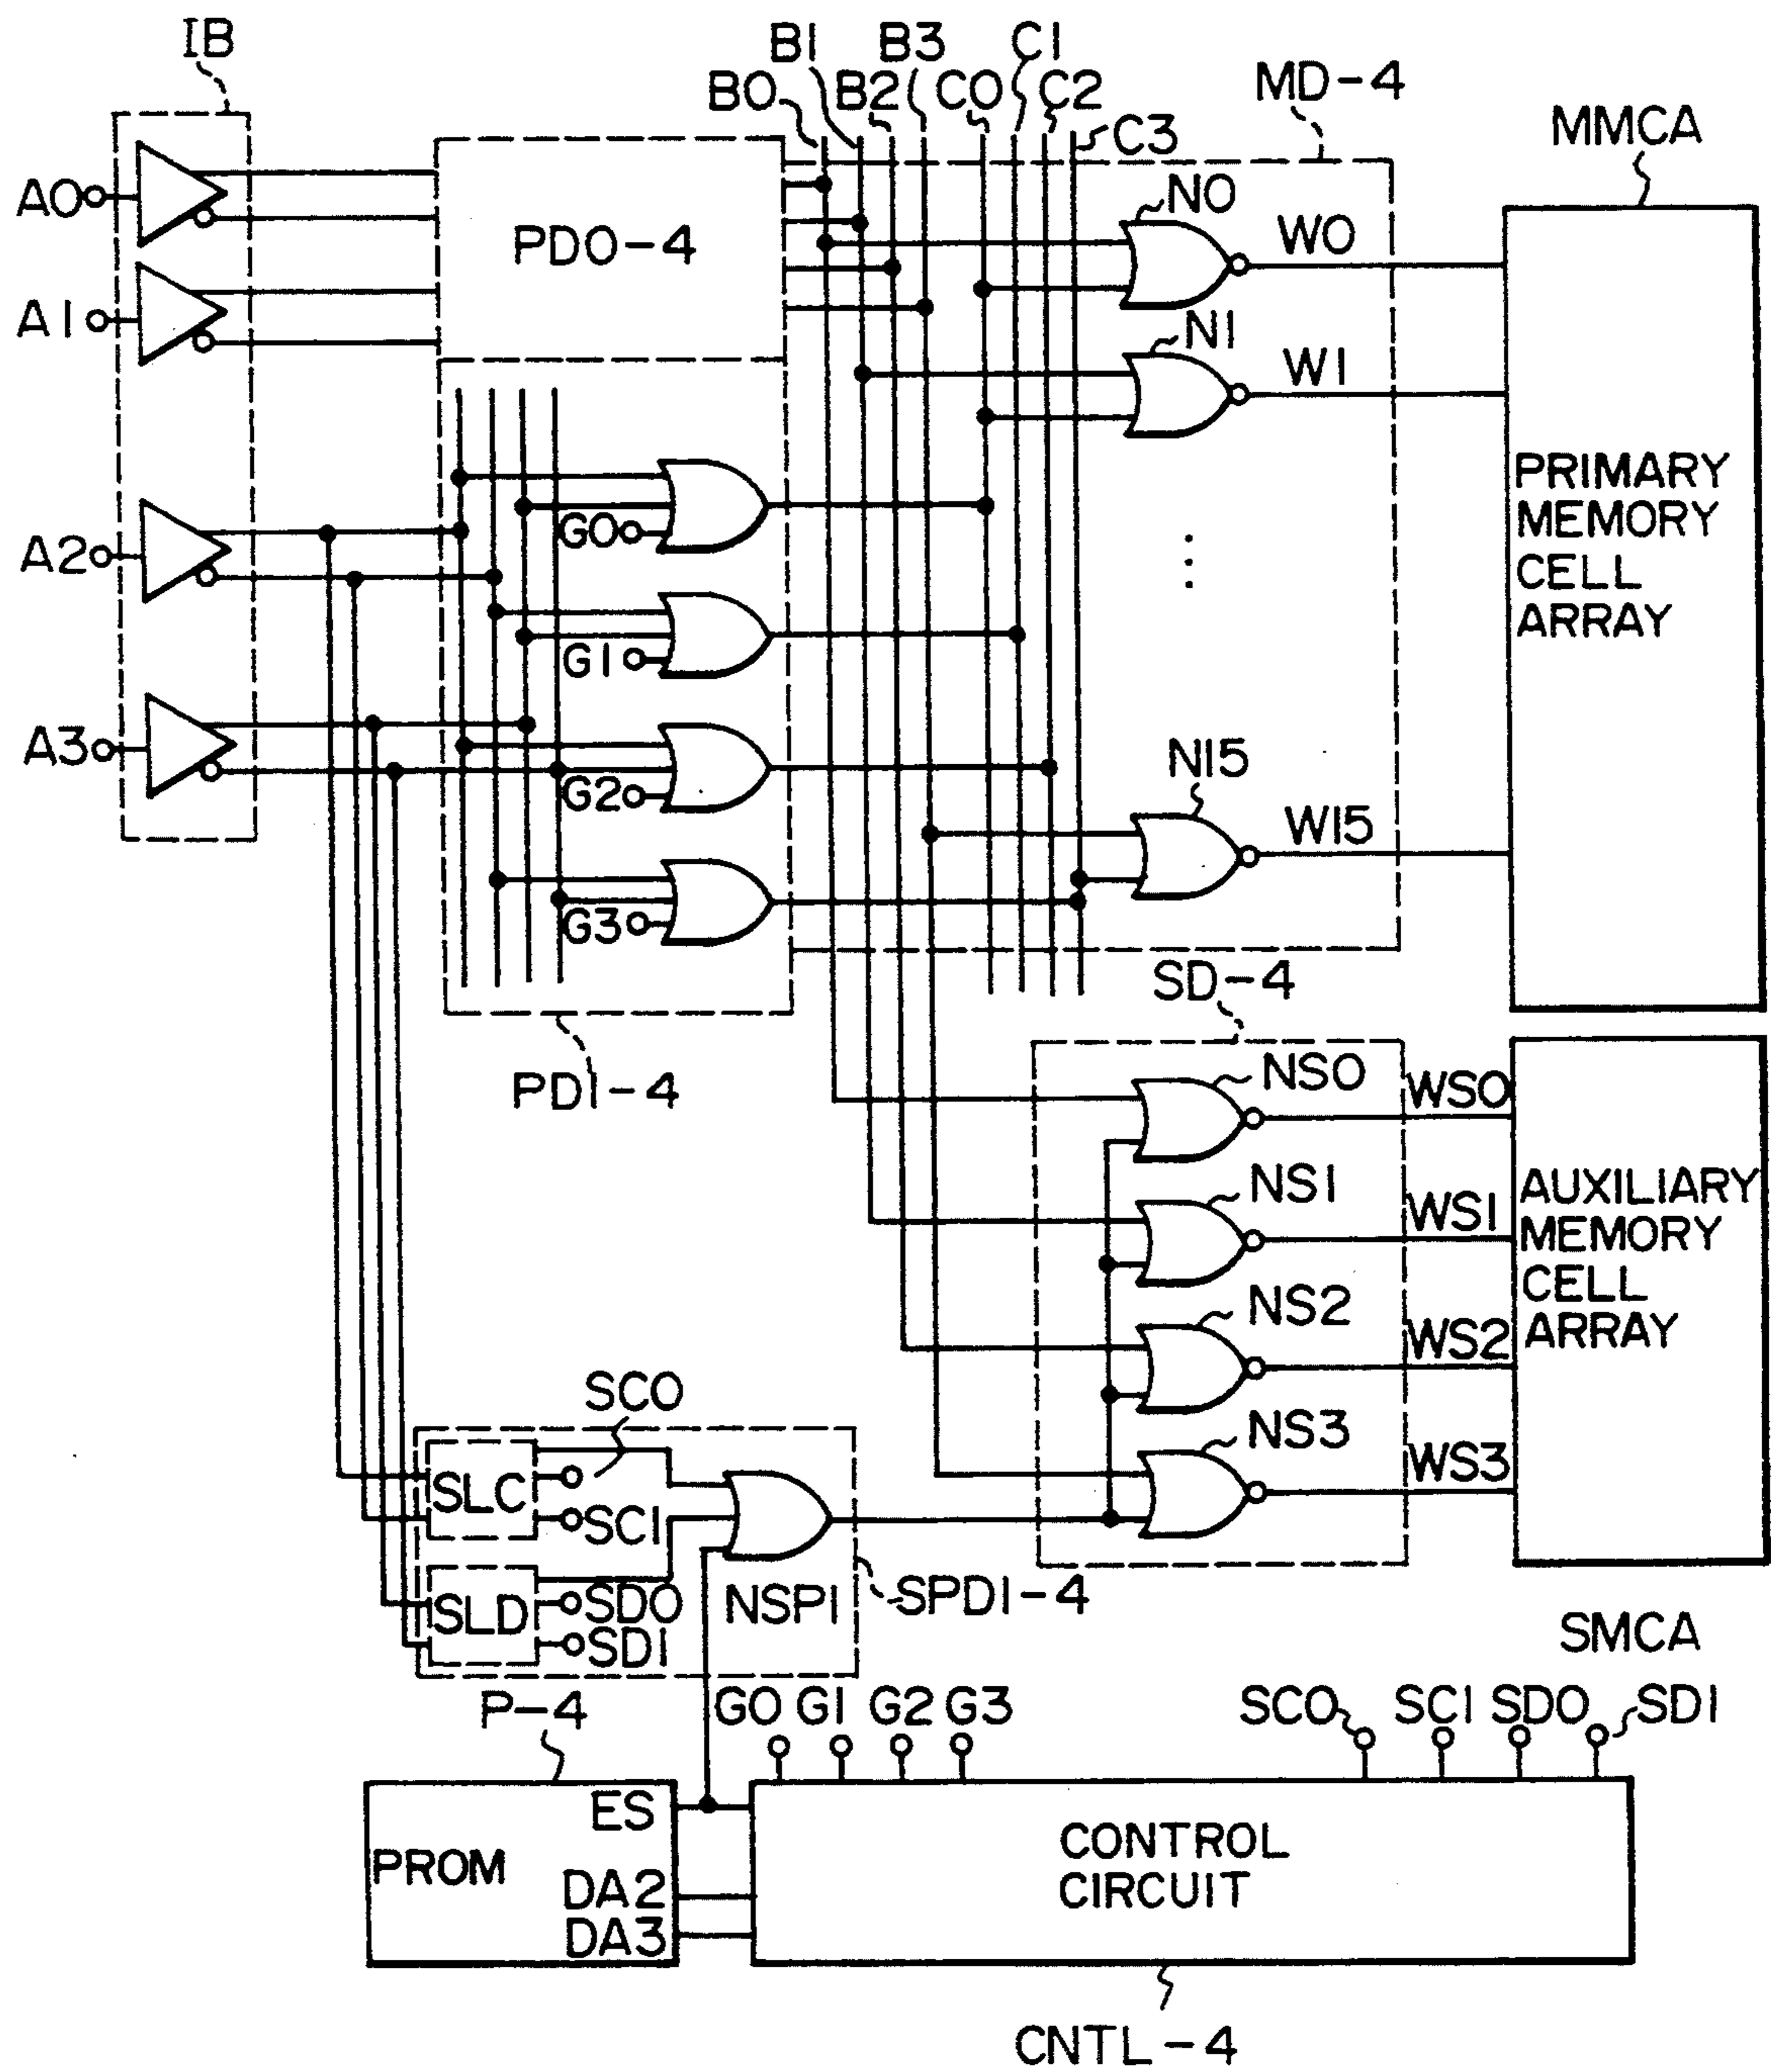 IB
B1 B3 C1
B0 B2 C0 C2
MD-4
C3
MMCA
A0
PD0-4
N0
W0
A1
N1
W1
PRIMARY
MEMORY
CELL
ARRAY
A2
G0
G1
A3
G2
N15
W15
G3
SD-4
PD1-4
NS0
WS0
NS1
WS1
AUXILIARY
MEMORY
CELL
ARRAY
NS2
WS2
SC0
NS3
WS3
SLC
SC1
SLD
SD0
SD1
NSP1
SPD1-4
SMCA
P-4
G0 G1 G2 G3
SC0 SC1 SD0 SD1
ES
PROM
DA2
DA3
CONTROL
CIRCUIT
CNTL-4